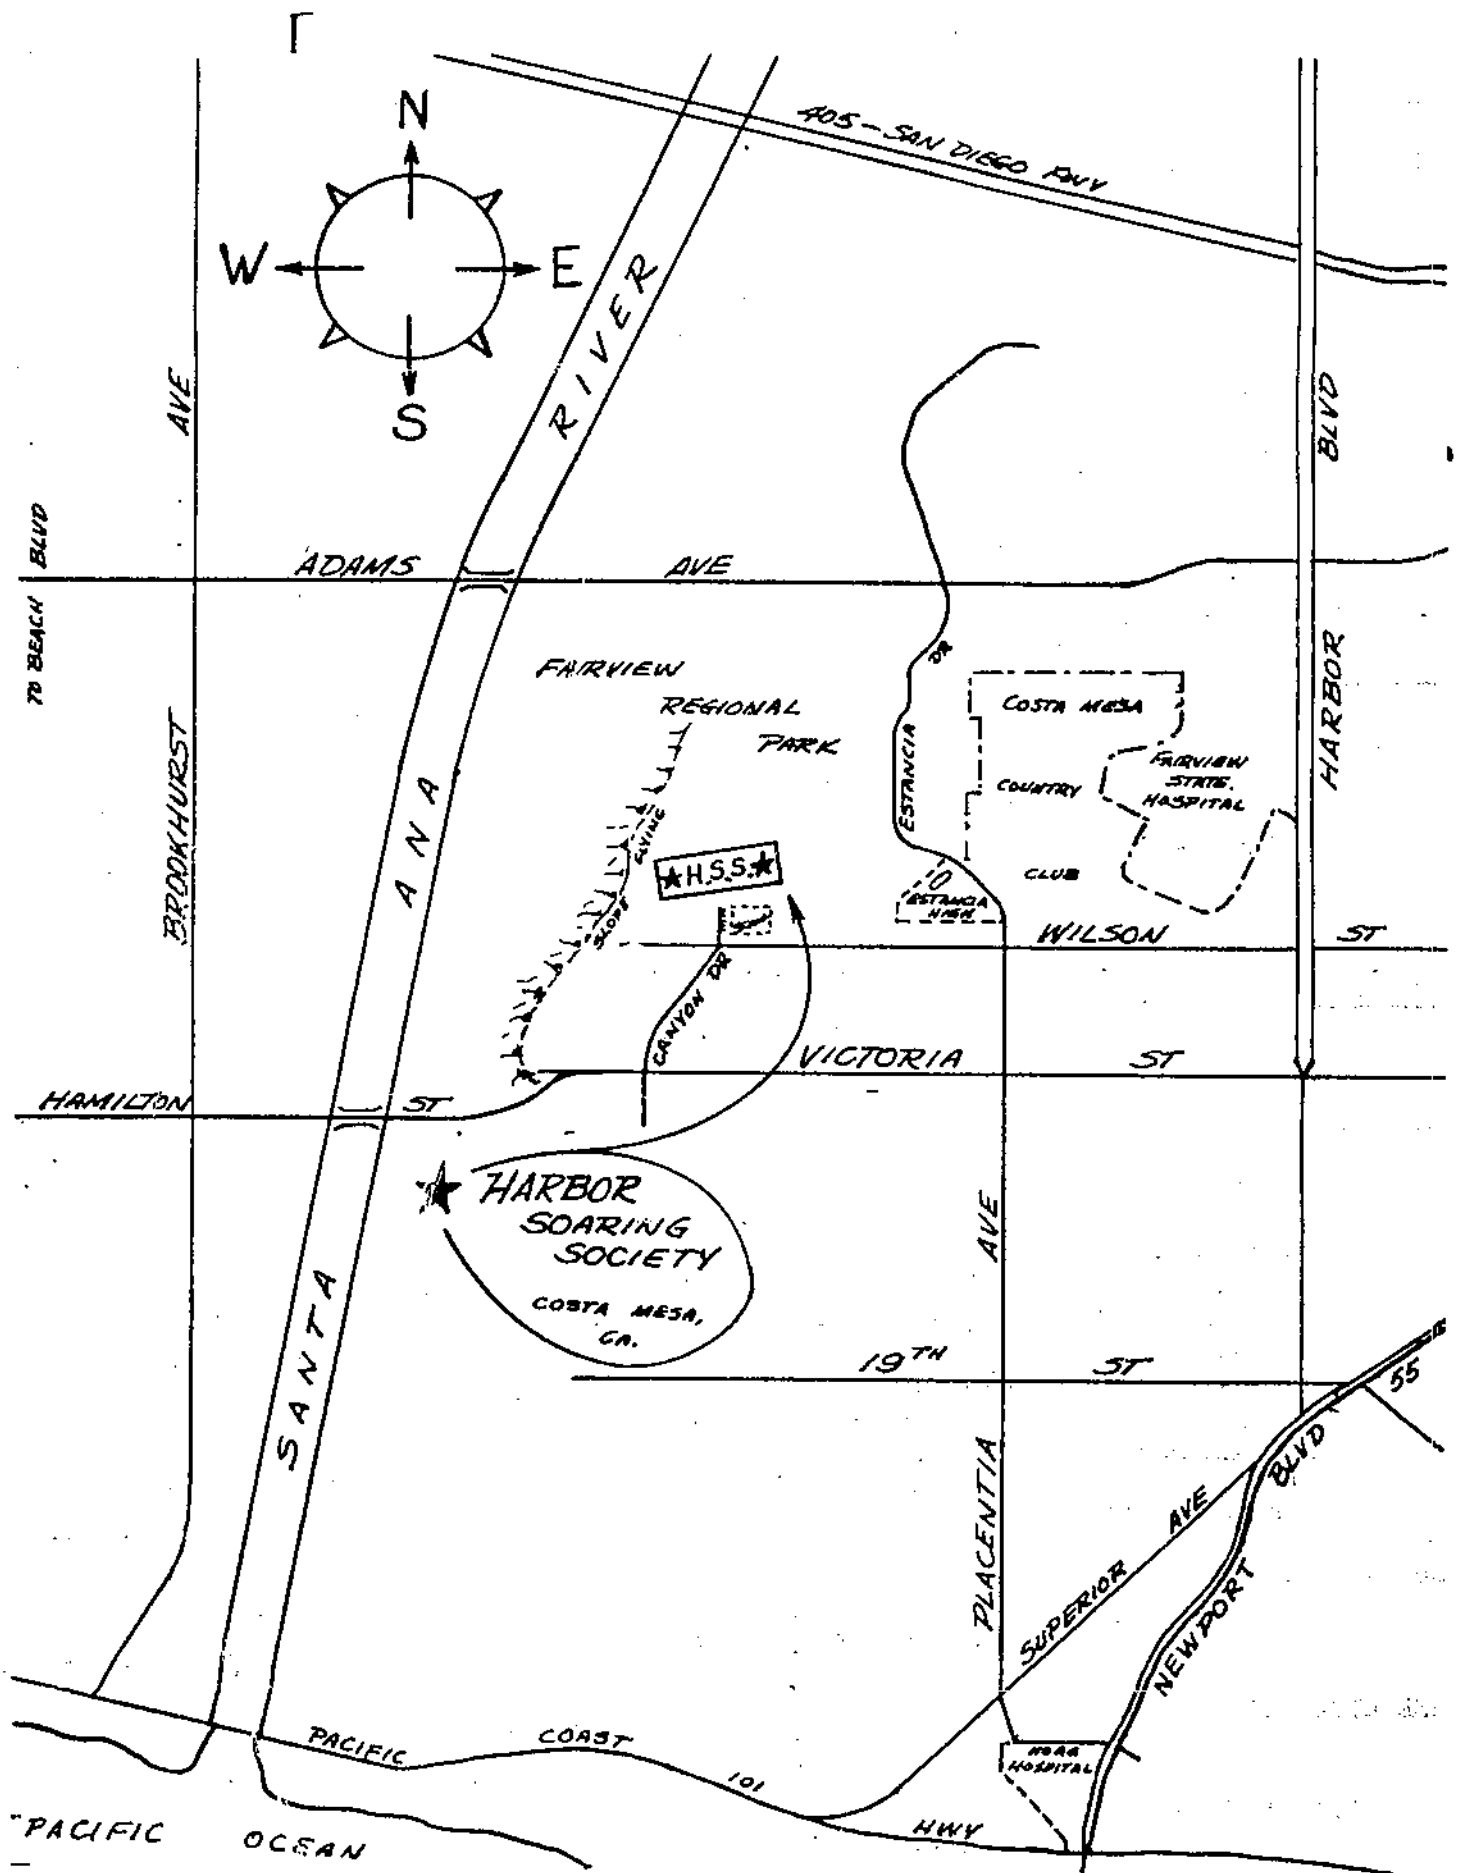 N
405 - SAN DIEGO FWY
W
E
S
RIVER
AVE
BLVD
TO BEACH BLVD
ADAMS AVE
FAIRVIEW
REGIONAL
PARK
DR
ESTANCIA
COSTA MESA
COUNTRY
CLUB
FAIRVIEW
STATE
HOSPITAL
HARBOR
BROOKHURST
ANA
FLYING
SLOPE
★H.S.S.★
ESTANCIA
HIGH
WILSON ST
CANYON DR
VICTORIA ST
HAMILTON ST
★ HARBOR
SOARING
SOCIETY
COSTA MESA,
CA.
AVE
SANTA
19TH ST
55
BLVD
PLACENTIA
SUPERIOR AVE
NEWPORT
HOAG
HOSPITAL
PACIFIC COAST
101
HWY
PACIFIC OCEAN